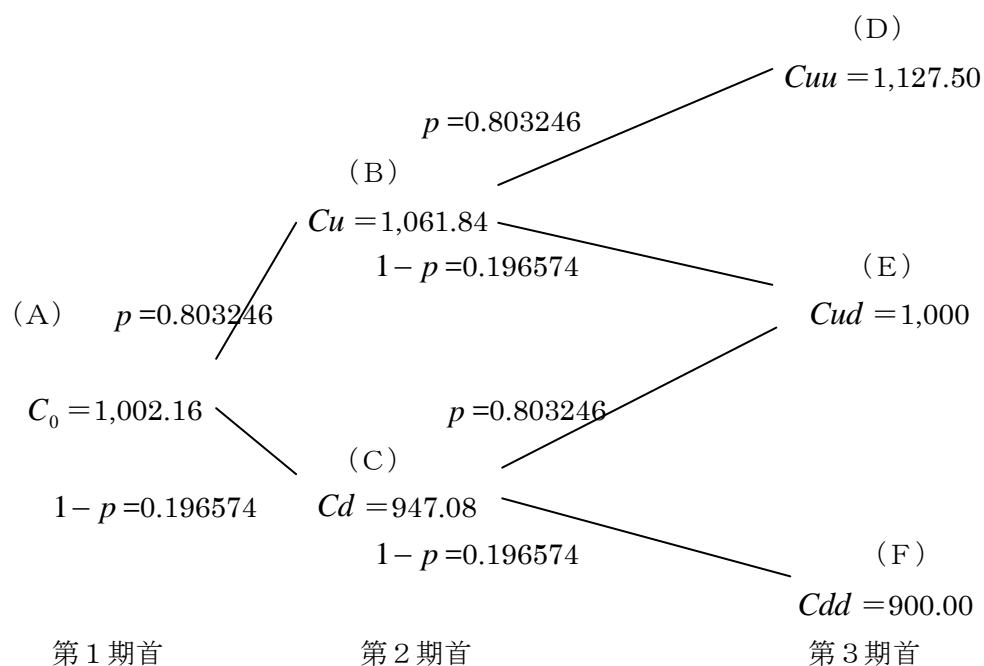 （D）
Cuu ＝1,127.50
p =0.803246
（B）
Cu ＝1,061.84
1− p =0.196574
（E）
Cud ＝1,000
（A）
p =0.803246
C₀ ＝1,002.16
p =0.803246
（C）
Cd ＝947.08
1− p =0.196574
1− p =0.196574
（F）
Cdd ＝900.00
第１期首
第２期首
第３期首